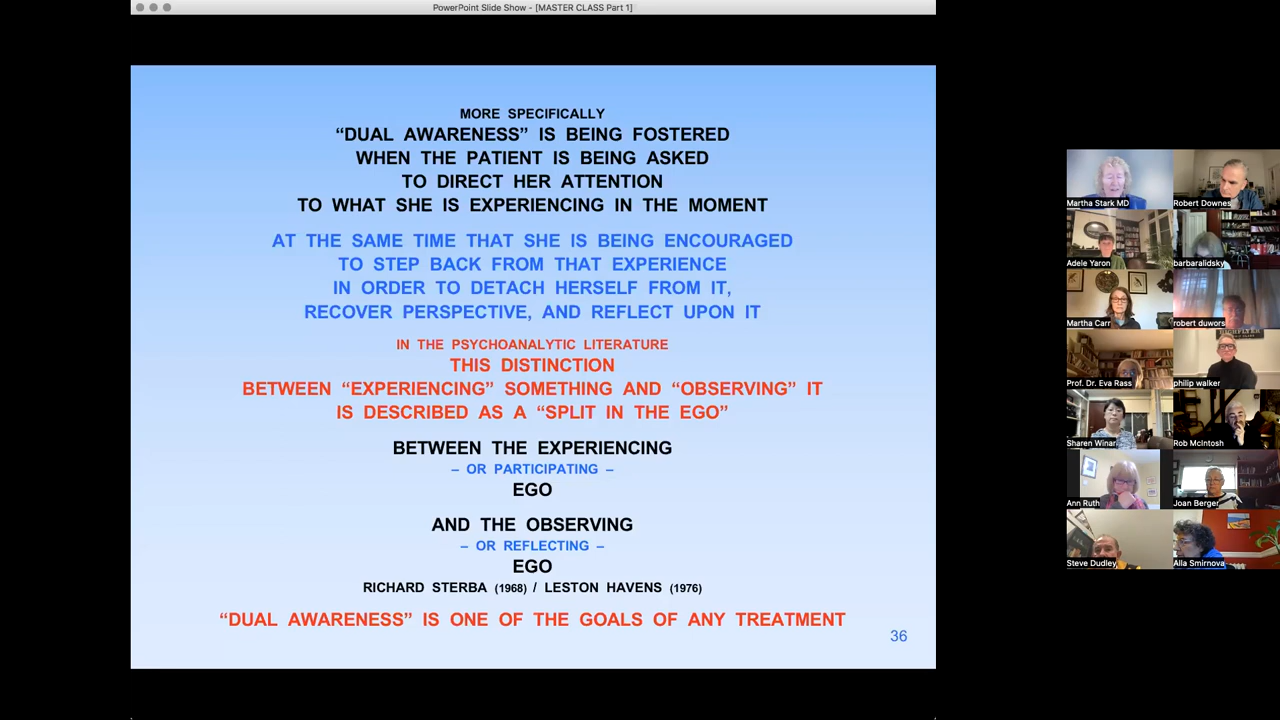 PowerPoint Slide Show - [MASTER CLASS Part 1]
MORE SPECIFICALLY
“DUAL AWARENESS” IS BEING FOSTERED
WHEN THE PATIENT IS BEING ASKED
TO DIRECT HER ATTENTION
TO WHAT SHE IS EXPERIENCING IN THE MOMENT
AT THE SAME TIME THAT SHE IS BEING ENCOURAGED
TO STEP BACK FROM THAT EXPERIENCE
IN ORDER TO DETACH HERSELF FROM IT,
RECOVER PERSPECTIVE, AND REFLECT UPON IT
IN THE PSYCHOANALYTIC LITERATURE
THIS DISTINCTION
BETWEEN “EXPERIENCING” SOMETHING AND “OBSERVING” IT
IS DESCRIBED AS A “SPLIT IN THE EGO”
BETWEEN THE EXPERIENCING
– OR PARTICIPATING –
EGO
AND THE OBSERVING
– OR REFLECTING –
EGO
RICHARD STERBA (1968) / LESTON HAVENS (1976)
“DUAL AWARENESS” IS ONE OF THE GOALS OF ANY TREATMENT
36
Martha Stark MD
Robert Downes
Adele Yaron
barbaralidsky
Martha Carr
robert duwors
Prof. Dr. Eva Rass
philip walker
Sharen Winar
Rob McIntosh
Ann Ruth
Joan Berger
Steve Dudley
Alla Smirnova